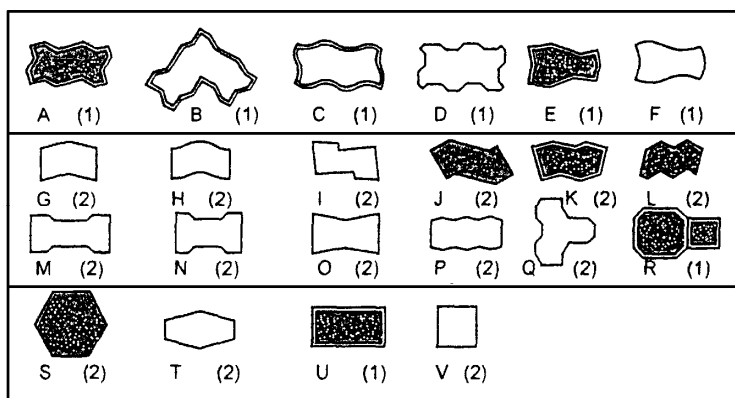 A (1) B (1) C (1) D (1) E (1) F (1)
G (2) H (2) I (2) J (2) K (2) L (2)
M (2) N (2) O (2) P (2) Q (2) R (1)
S (2) T (2) U (1) V (2)